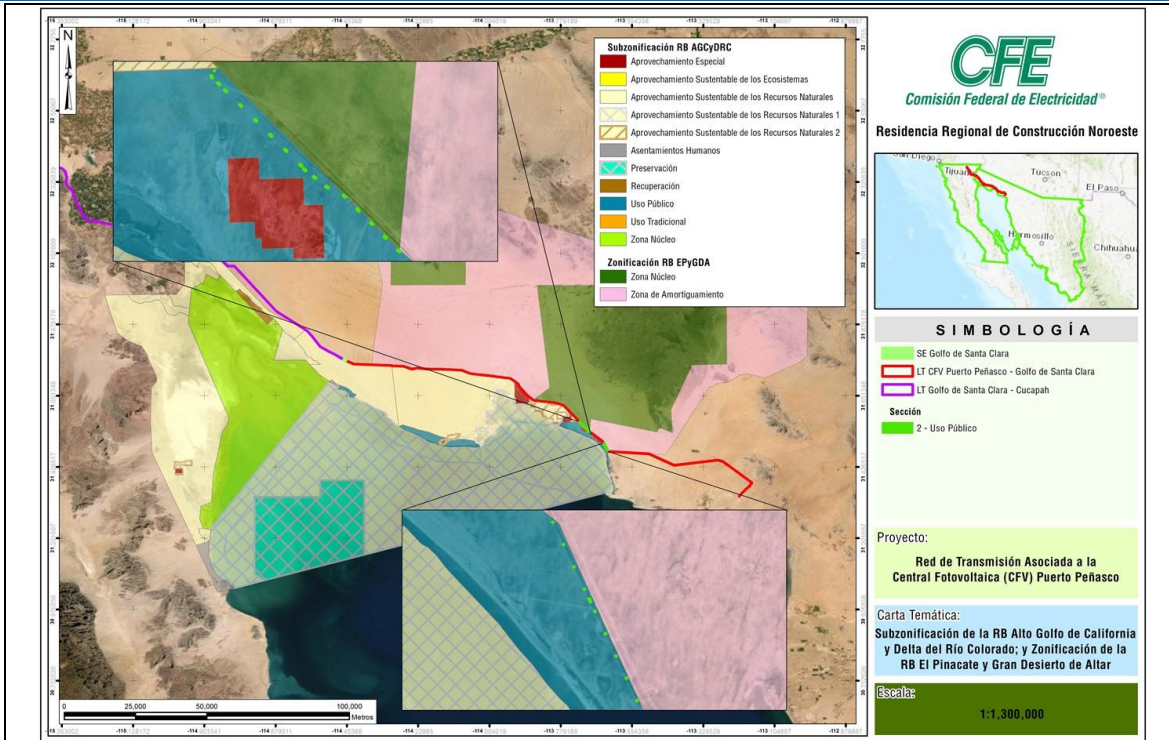 N
Subzonificación RB AGCyDRC
Aprovechamiento Especial
Aprovechamiento Sustentable de los Ecosistemas
Aprovechamiento Sustentable de los Recursos Naturales
Aprovechamiento Sustentable de los Recursos Naturales 1
Aprovechamiento Sustentable de los Recursos Naturales 2
Asentamientos Humanos
Preservación
Recuperación
Uso Público
Uso Tradicional
Zona Núcleo
Zonificación RB EPyGDA
Zona Núcleo
Zona de Amortiguamiento
0 25,000 50,000 100,000
Metros
CFE
Comisión Federal de Electricidad®
Residencia Regional de Construcción Noroeste
San Diego
Tijuana
Tucson
El Paso
Hermosillo
Chihuahua
SIMBOLOGÍA
SE Golfo de Santa Clara
LT CFV Puerto Peñasco - Golfo de Santa Clara
LT Golfo de Santa Clara - Cucapah
Sección
2 - Uso Público
Proyecto:
Red de Transmisión Asociada a la
Central Fotovoltaica (CFV) Puerto Peñasco
Carta Temática:
Subzonificación de la RB Alto Golfo de California
y Delta del Río Colorado; y Zonificación de la
RB El Pinacate y Gran Desierto de Altar
Escala:
1:1,300,000